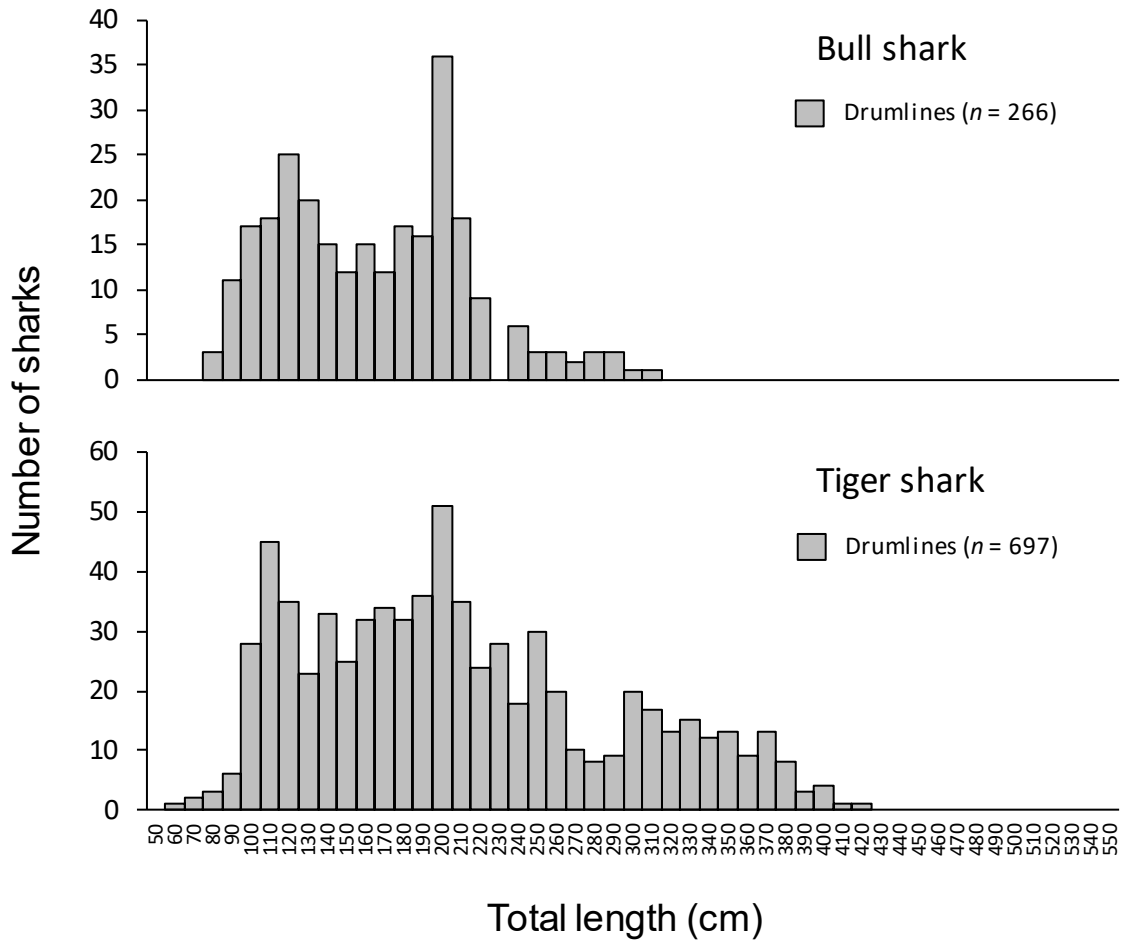 40
35
30
25
20
15
10
5
0
Bull shark
Drumlines (n = 266)
Number of sharks
60
50
40
30
20
10
0
Tiger shark
Drumlines (n = 697)
50 60 70 80 90 100 110 120 130 140 150 160 170 180 190 200 210 220 230 240 250 260 270 280 290 300 310 320 330 340 350 360 370 380 390 400 410 420 430 440 450 460 470 480 490 500 510 520 530 540 550
Total length (cm)